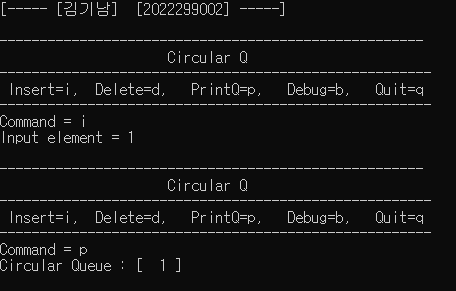 [----- [김기남]  [2022299002] -----]
-----------------------------------------------------
                     Circular Q
------------------------------------------------------
 Insert=i,  Delete=d,   PrintQ=p,   Debug=b,   Quit=q
------------------------------------------------------
Command = i
Input element = 1
-----------------------------------------------------
                     Circular Q
------------------------------------------------------
 Insert=i,  Delete=d,   PrintQ=p,   Debug=b,   Quit=q
------------------------------------------------------
Command = p
Circular Queue : [  1 ]